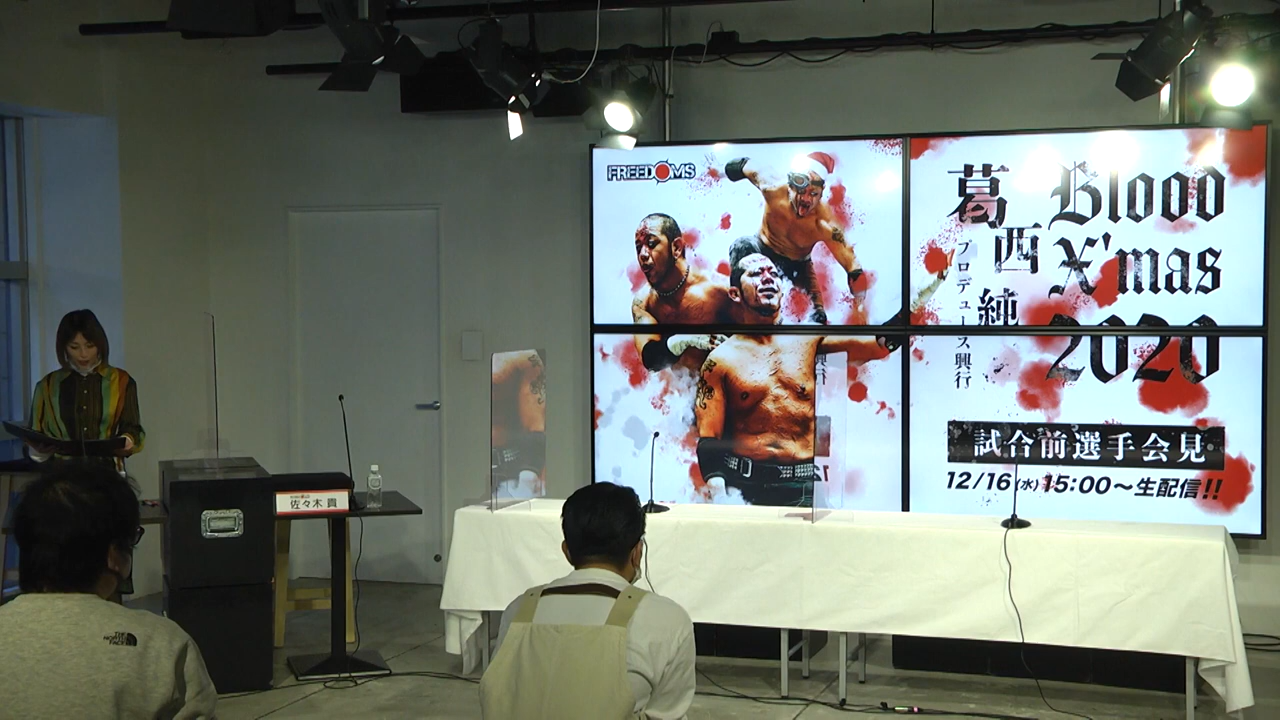 FREEDOMS
葛西純
プロデュース興行
Blood
X'mas
2020
試合前選手会見
12/16(水)15:00〜生配信!!
佐々木 貴
THE
NORTH
FACE